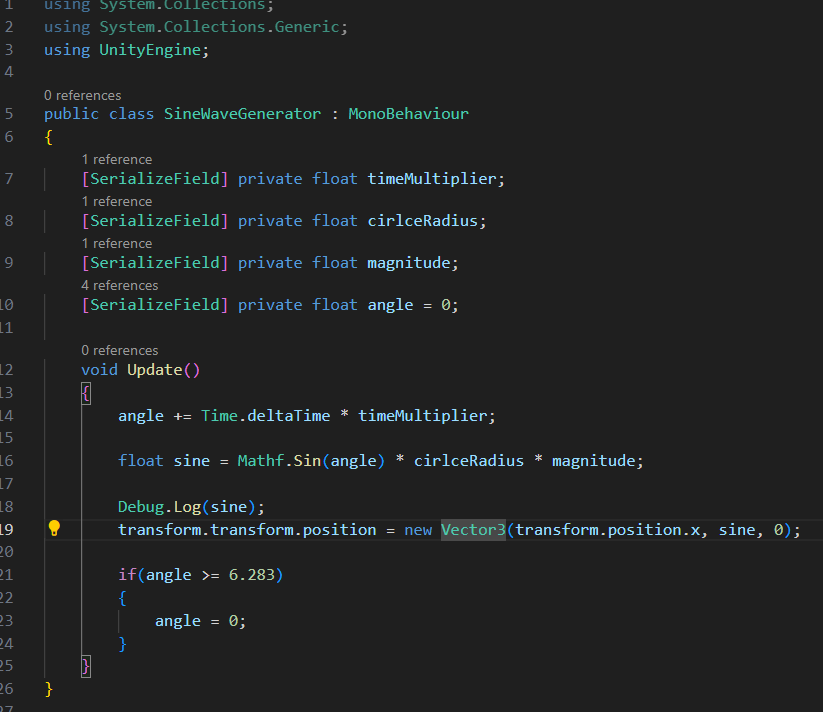 1 using System.Collections;
2 using System.Collections.Generic;
3 using UnityEngine;
4
0 references
5 public class SineWaveGenerator : MonoBehaviour
6 {
1 reference
7 [SerializeField] private float timeMultiplier;
1 reference
8 [SerializeField] private float cirlceRadius;
1 reference
9 [SerializeField] private float magnitude;
4 references
10 [SerializeField] private float angle = 0;
11
0 references
12 void Update()
13 {
14 angle += Time.deltaTime * timeMultiplier;
15
16 float sine = Mathf.Sin(angle) * cirlceRadius * magnitude;
17
18 Debug.Log(sine);
19 transform.transform.position = new Vector3(transform.position.x, sine, 0);
20
21 if(angle >= 6.283)
22 {
23 angle = 0;
24 }
25 }
26 }
27